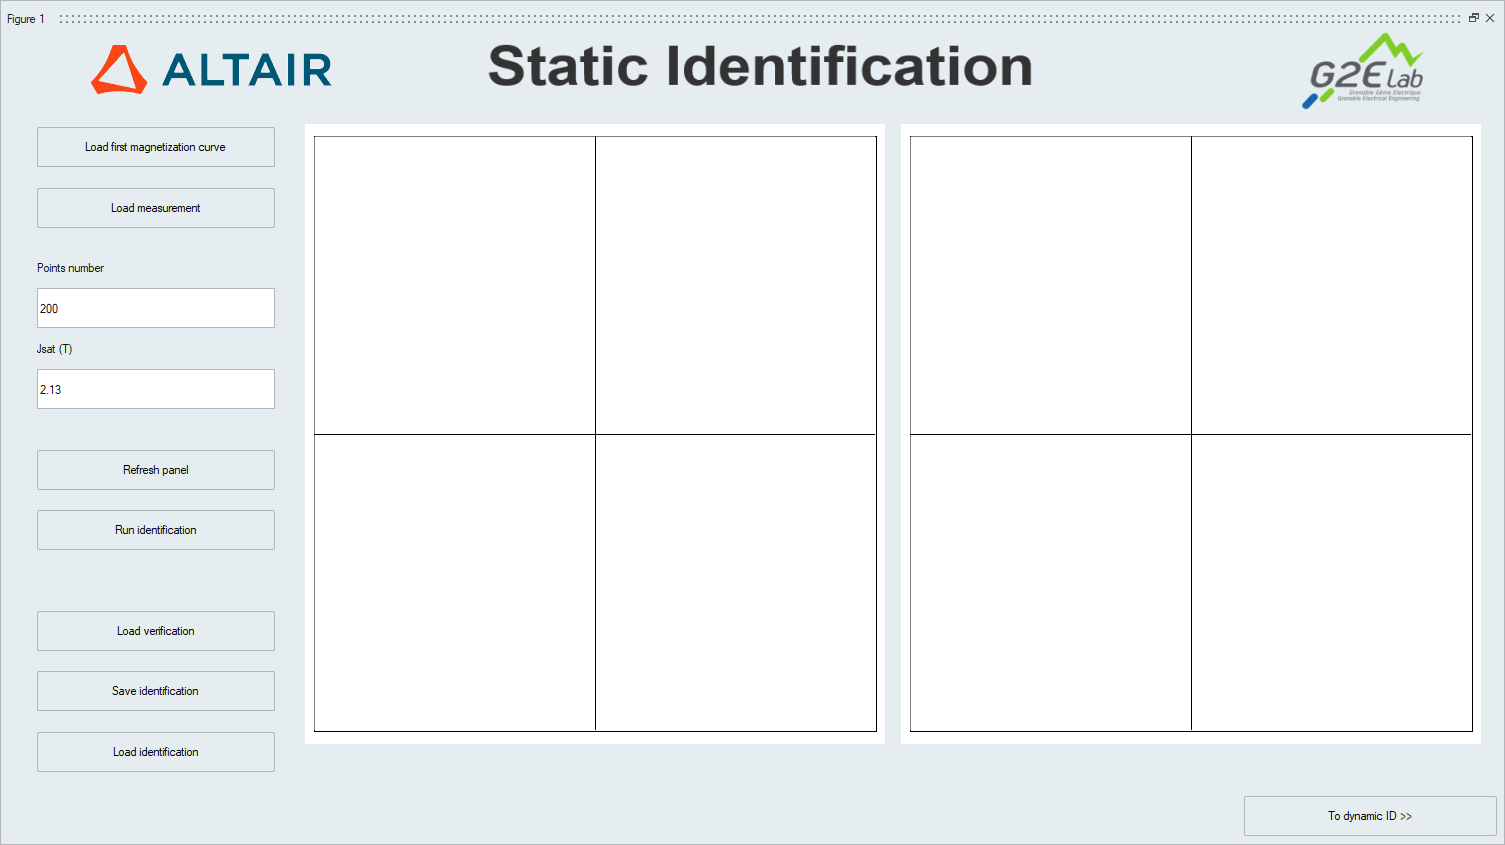 Figure 1
ALTAIR
Static Identification
G2ELab
Grenoble Génie Electrique
Grenoble Electrical Engineering
Load first magnetization curve
Load measurement
Points number
200
Jsat (T)
2.13
Refresh panel
Run identification
Load verification
Save identification
Load identification
To dynamic ID >>